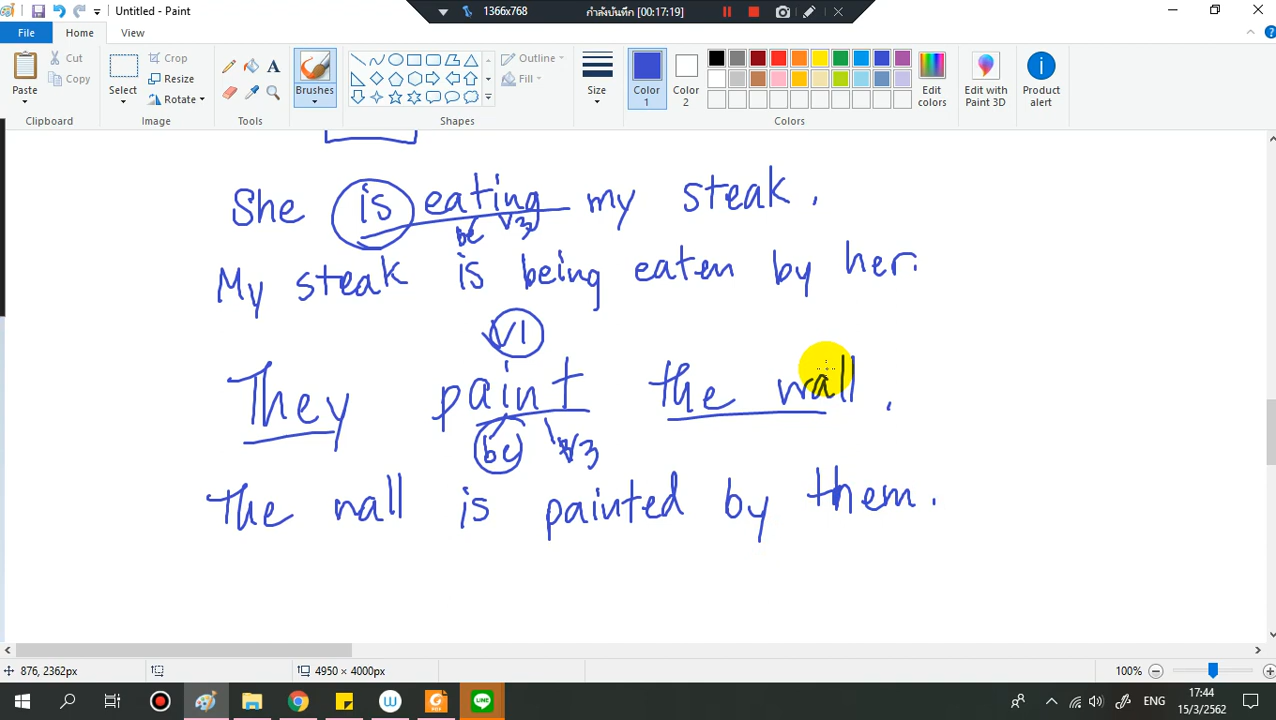 Untitled - Paint
1366x768
กำลังบันทึก [00:17:19]
File Home View
Paste Cut Copy
Clipboard
Select Crop Resize Rotate
Image
Tools
Brushes
Shapes
Outline
Fill
Size
Color 1
Color 2
Edit colors
Colors
Edit with Paint 3D
Product alert
She is eating my steak.
be V3
My steak is being eaten by her.
V1
They paint the wall.
be V3
The wall is painted by them.
876, 2362px
4950 × 4000px
100%
ENG
17:44
15/3/2562